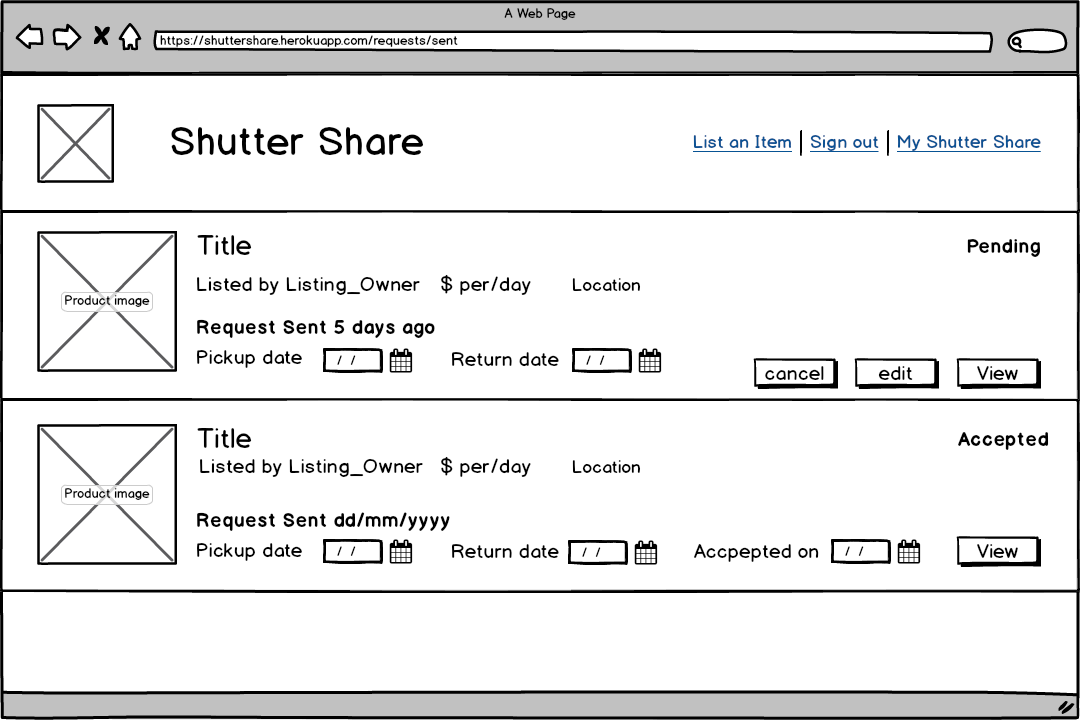 A Web Page
https://shuttershare.herokuapp.com/requests/sent
Shutter Share
List an Item | Sign out | My Shutter Share
Title
Pending
Listed by Listing_Owner $ per/day Location
Product image
Request Sent 5 days ago
Pickup date / / Return date / /
cancel edit View
Title
Accepted
Listed by Listing_Owner $ per/day Location
Product image
Request Sent dd/mm/yyyy
Pickup date / / Return date / / Accpepted on / / View